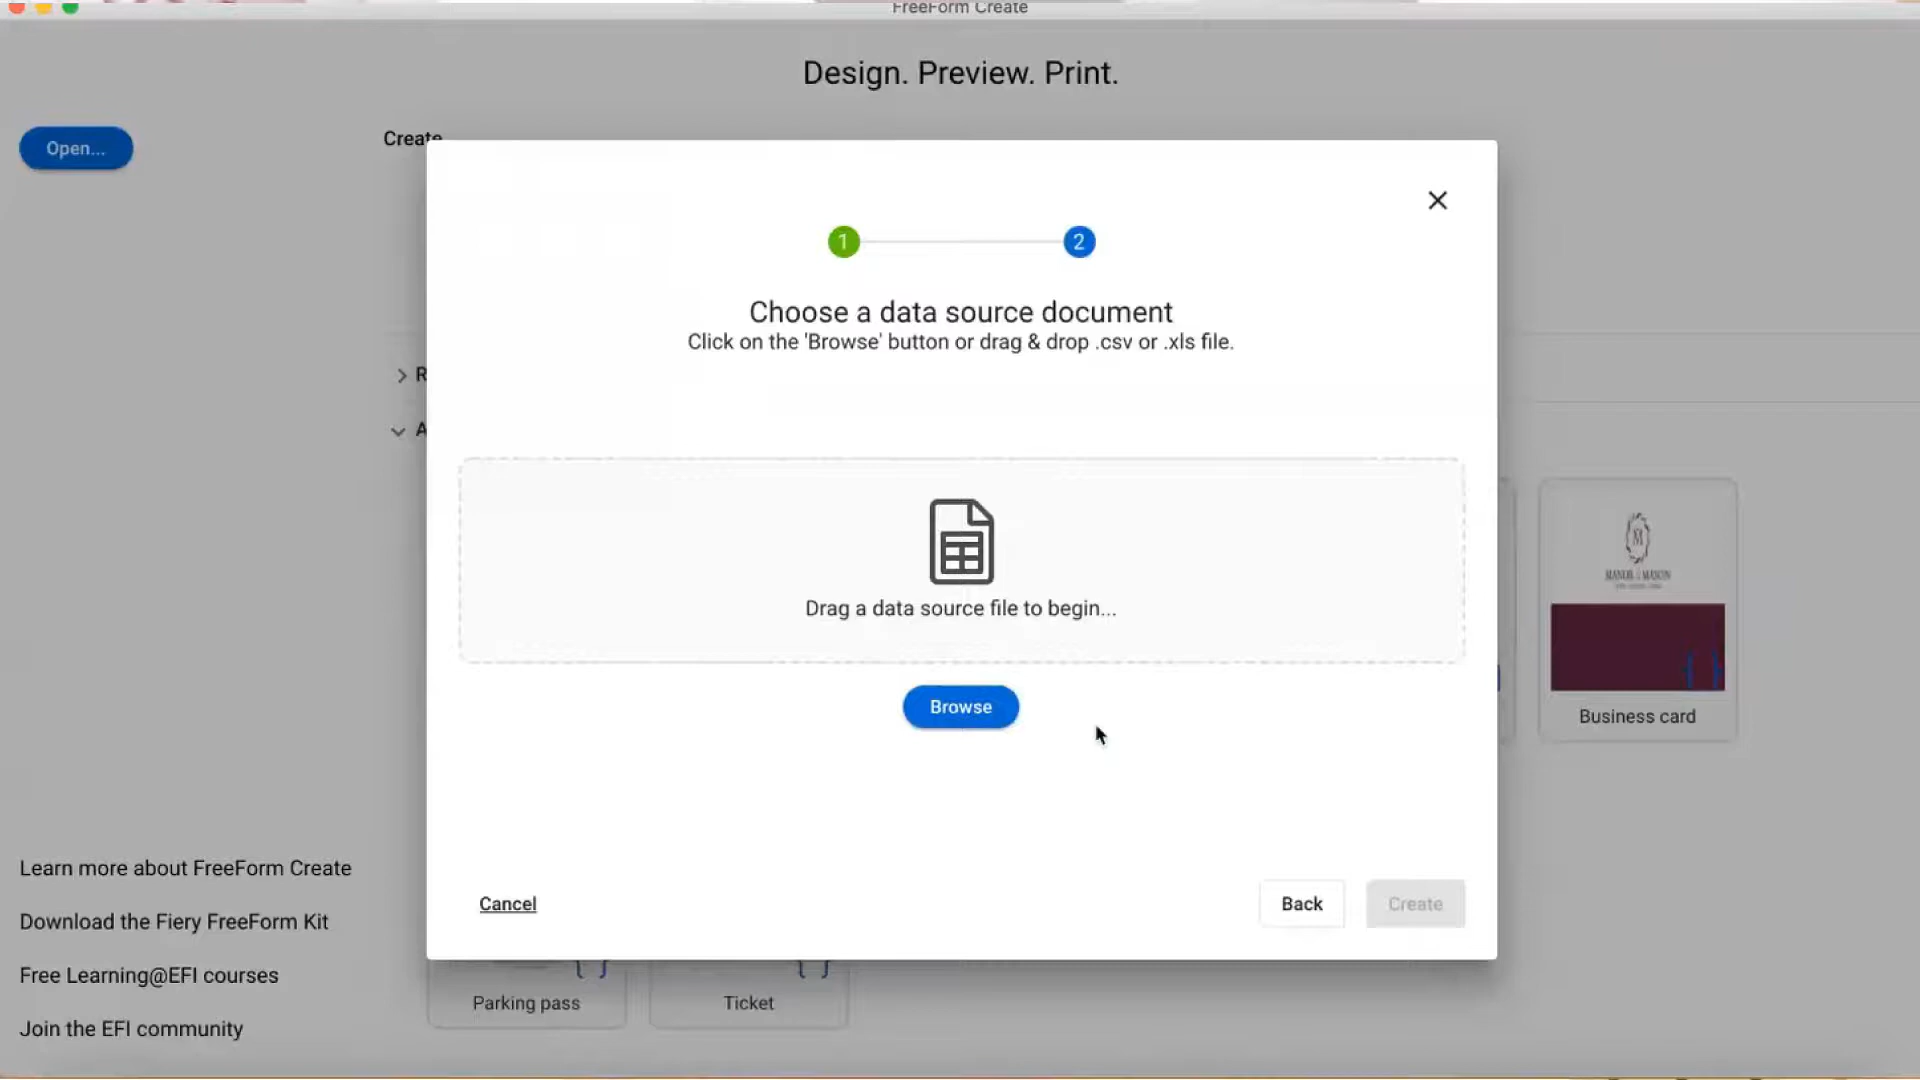 FreeForm Create
Design. Preview. Print.
Open...
Create
1
2
Choose a data source document
Click on the 'Browse' button or drag & drop .csv or .xls file.
R
A
Drag a data source file to begin...
Browse
M
MANOR & MASON
Business card
Cancel
Back
Create
Parking pass
Ticket
Learn more about FreeForm Create
Download the Fiery FreeForm Kit
Free Learning@EFI courses
Join the EFI community